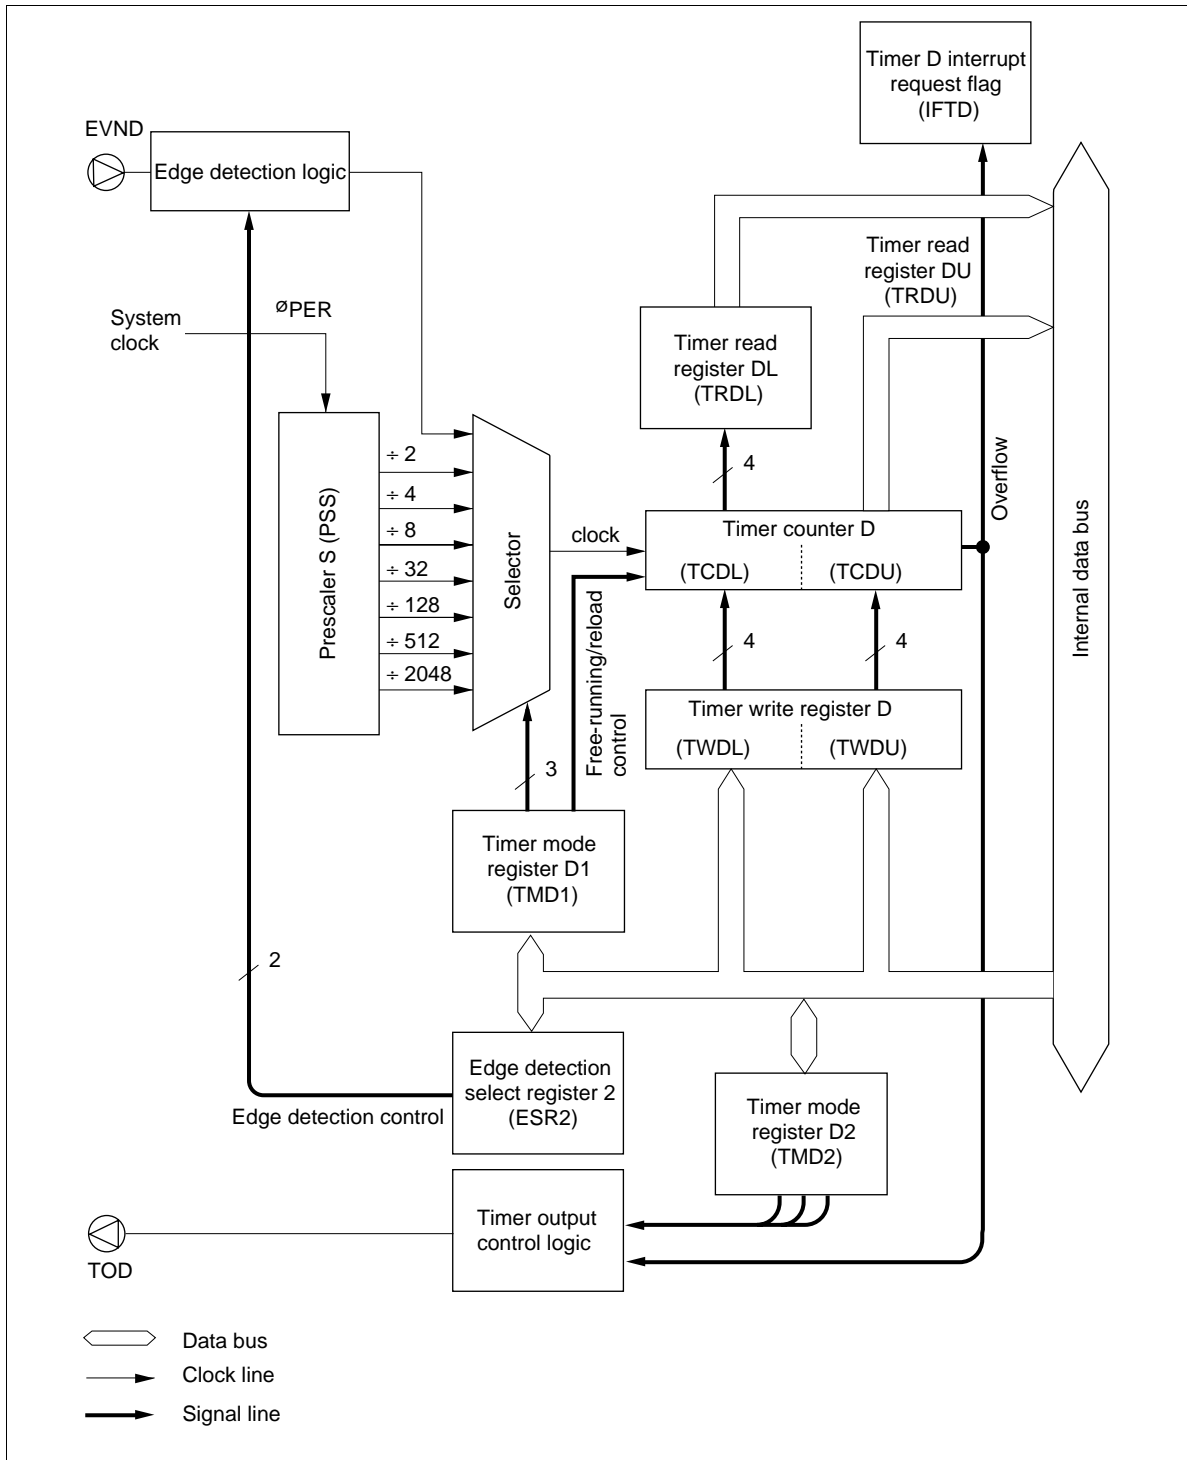 Timer D interrupt
request flag
(IFTD)
EVND
Edge detection logic
Timer read
register DU
(TRDU)
øPER
System
clock
Timer read
register DL
(TRDL)
÷ 2
÷ 4
÷ 8
÷ 32
÷ 128
÷ 512
÷ 2048
Prescaler S (PSS)
Selector
clock
4
Timer counter D
(TCDL)
(TCDU)
Overflow
Internal data bus
4
4
Free-running/reload
control
Timer write register D
(TWDL)
(TWDU)
3
Timer mode
register D1
(TMD1)
2
Edge detection
select register 2
(ESR2)
Edge detection control
Timer mode
register D2
(TMD2)
Timer output
control logic
TOD
Data bus
Clock line
Signal line